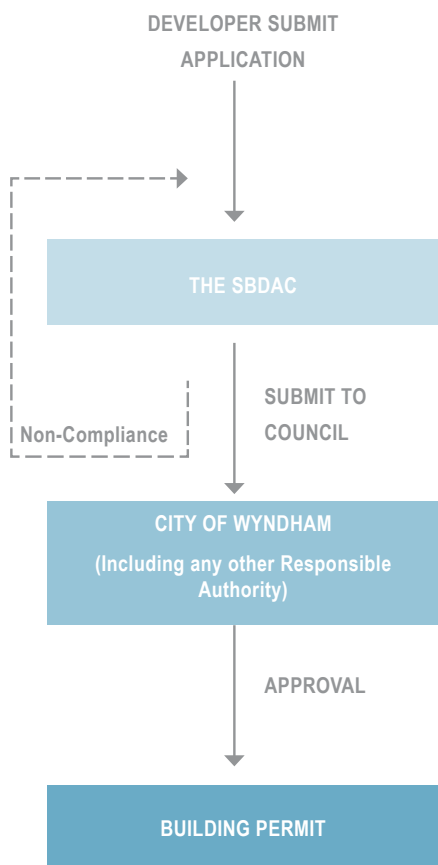 DEVELOPER SUBMIT
APPLICATION
THE SBDAC
SUBMIT TO
COUNCIL
Non-Compliance
CITY OF WYNDHAM
(Including any other Responsible
Authority)
APPROVAL
BUILDING PERMIT